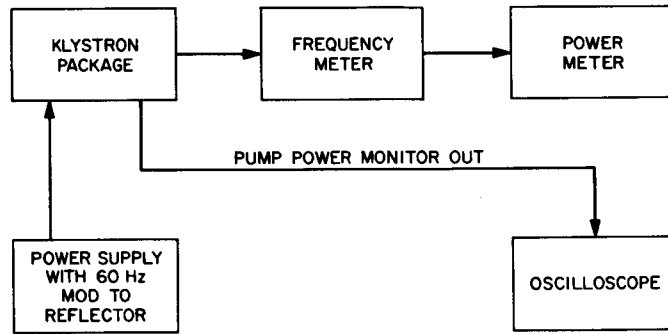 KLYSTRON
PACKAGE
FREQUENCY
METER
POWER
METER
PUMP POWER MONITOR OUT
POWER SUPPLY
WITH 60 Hz
MOD TO
REFLECTOR
OSCILLOSCOPE